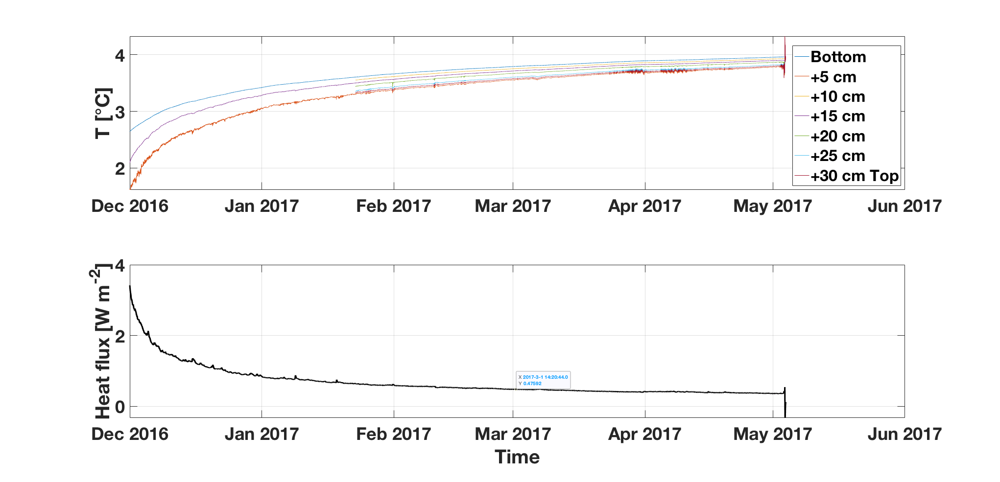 T [°C]
4
3
2
Bottom
+5 cm
+10 cm
+15 cm
+20 cm
+25 cm
+30 cm Top
Dec 2016 Jan 2017 Feb 2017 Mar 2017 Apr 2017 May 2017 Jun 2017
Heat flux [W m-2]
4
2
0
X 2017-3-1 14:20:44.0
Y 0.47592
Dec 2016 Jan 2017 Feb 2017 Mar 2017 Apr 2017 May 2017 Jun 2017
Time